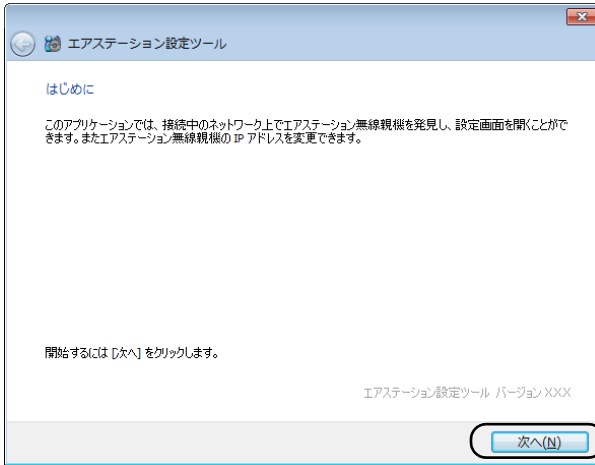 エアステーション設定ツール
はじめに
このアプリケーションでは、接続中のネットワーク上でエアステーション無線親機を発見し、設定画面を開くことがで
きます。またエアステーション無線親機の IP アドレスを変更できます。
開始するには [次へ] をクリックします。
エアステーション設定ツール バージョン XXX
次へ(N)